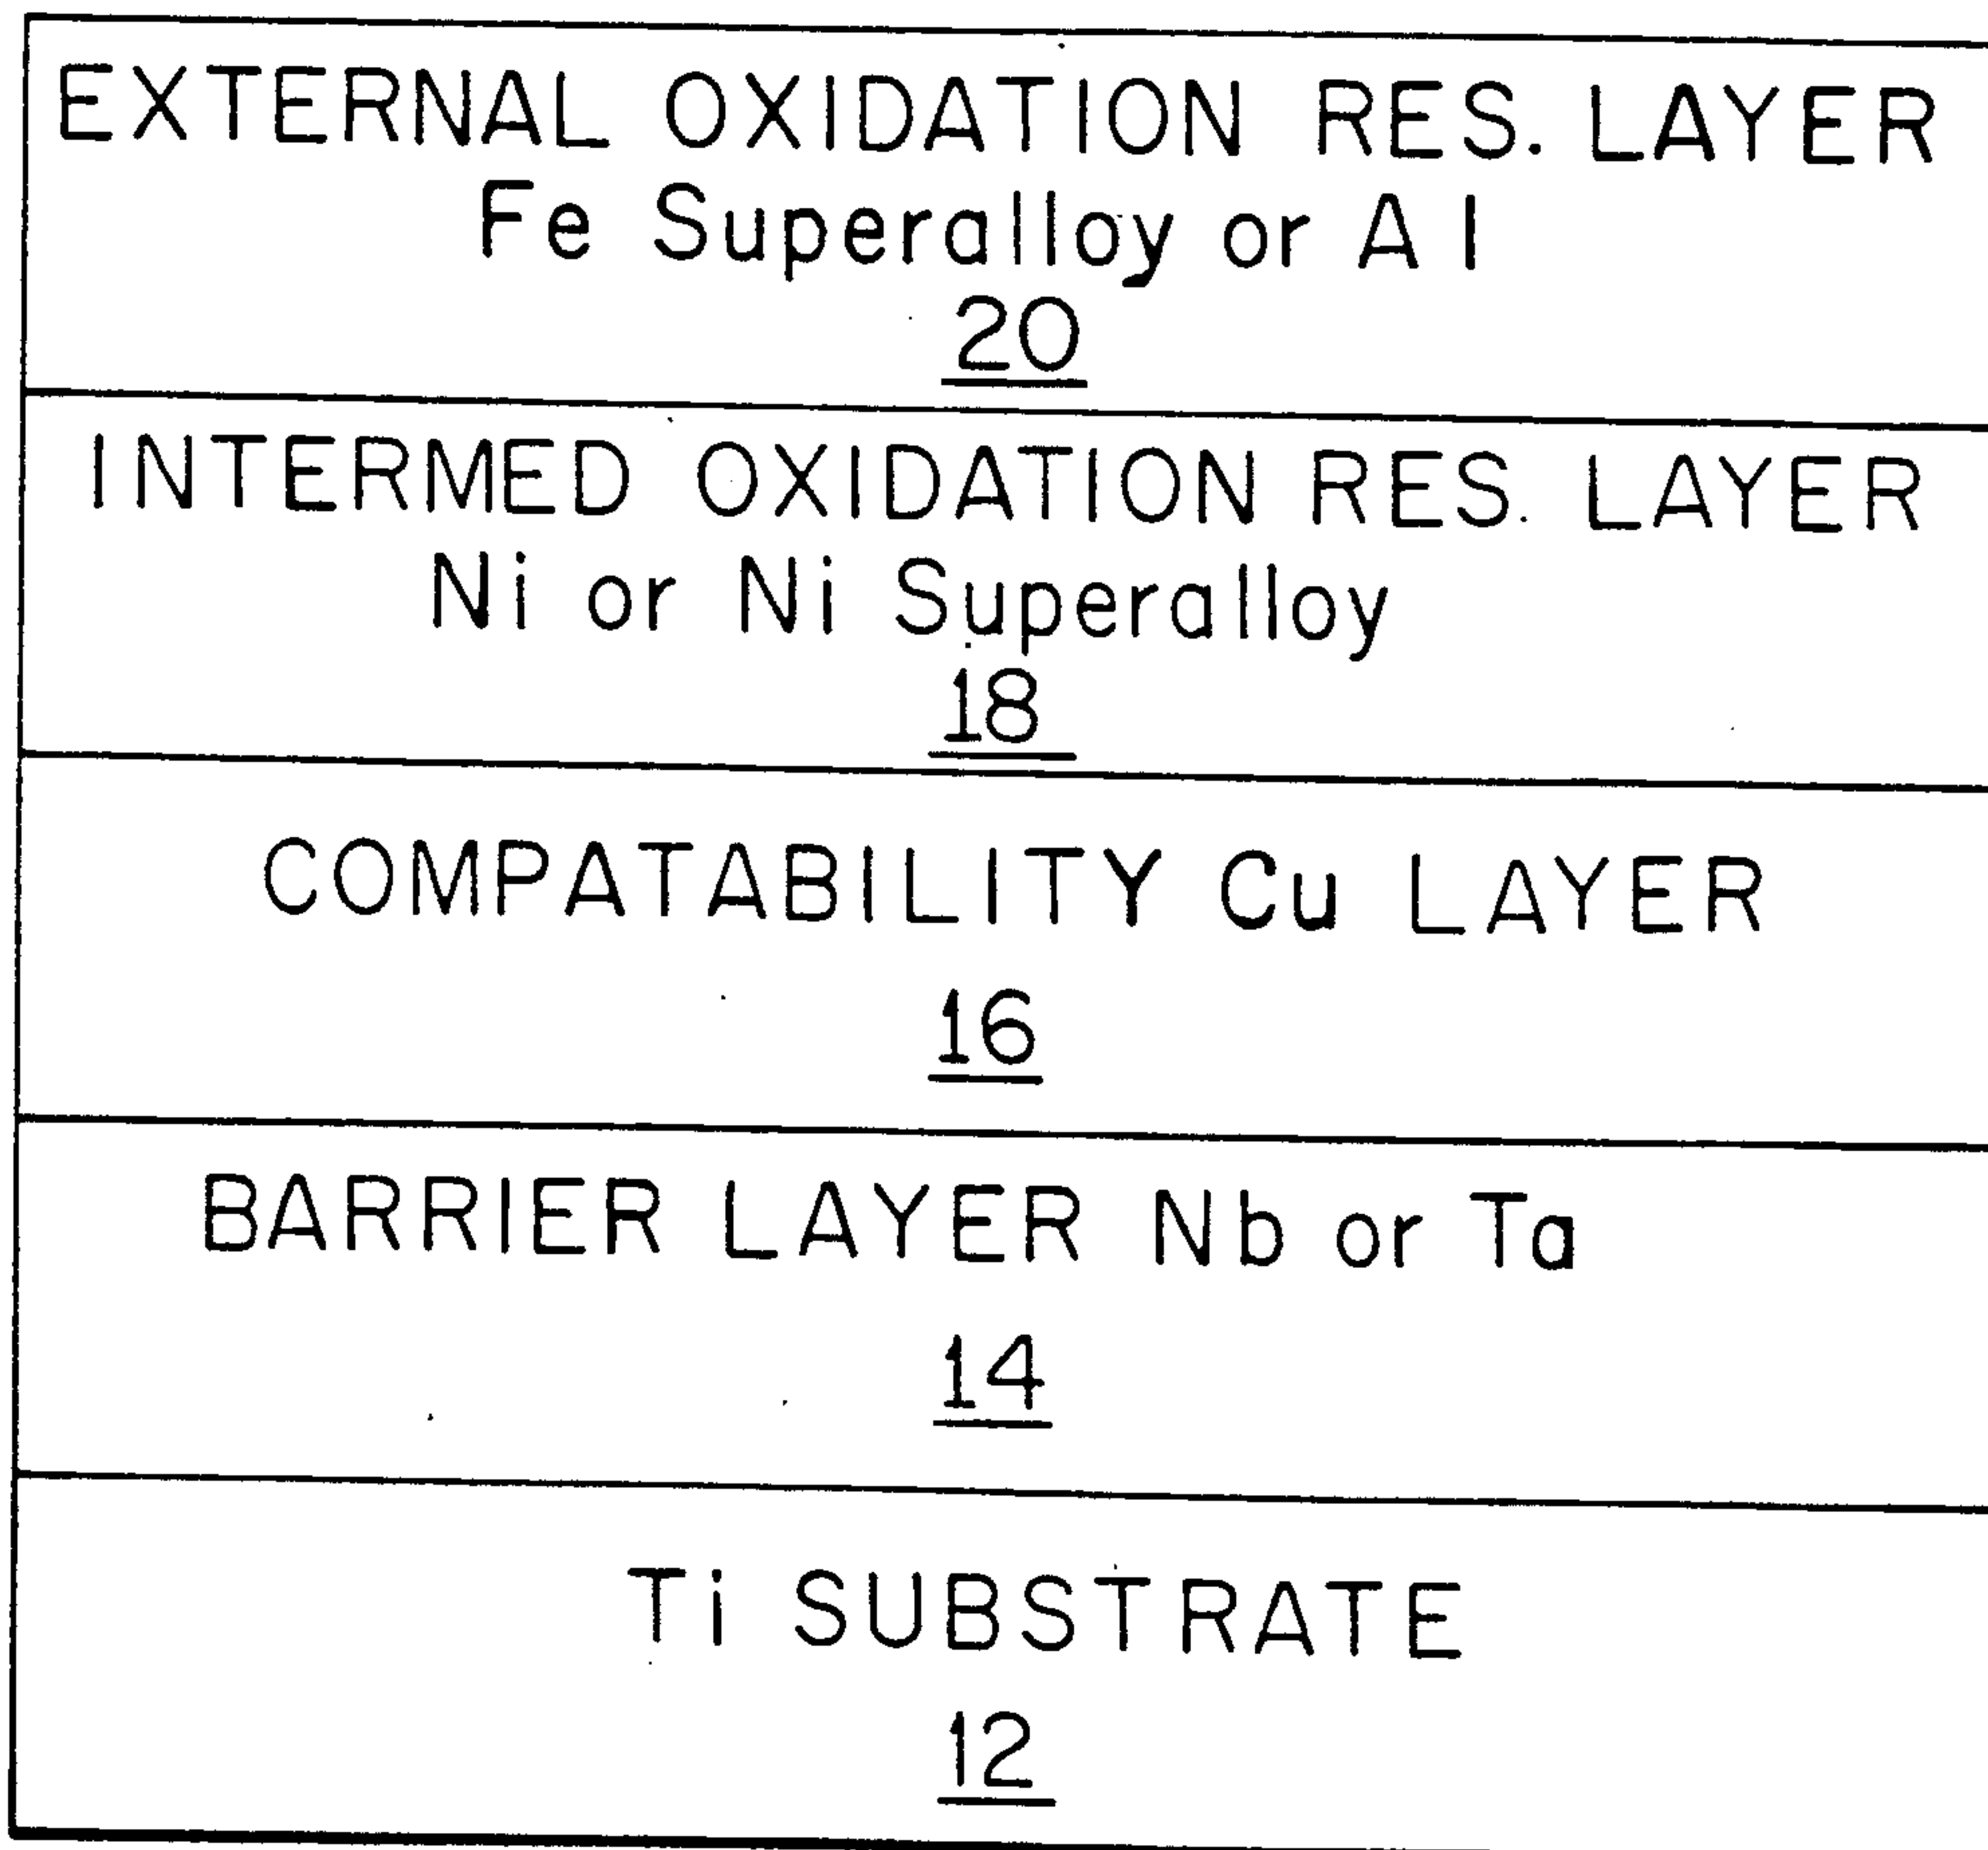 EXTERNAL OXIDATION RES. LAYER
Fe Superalloy or Al
20
INTERMED OXIDATION RES. LAYER
Ni or Ni Superalloy
18
COMPATABILITY Cu LAYER
16
BARRIER LAYER Nb or Ta
14
Ti SUBSTRATE
12